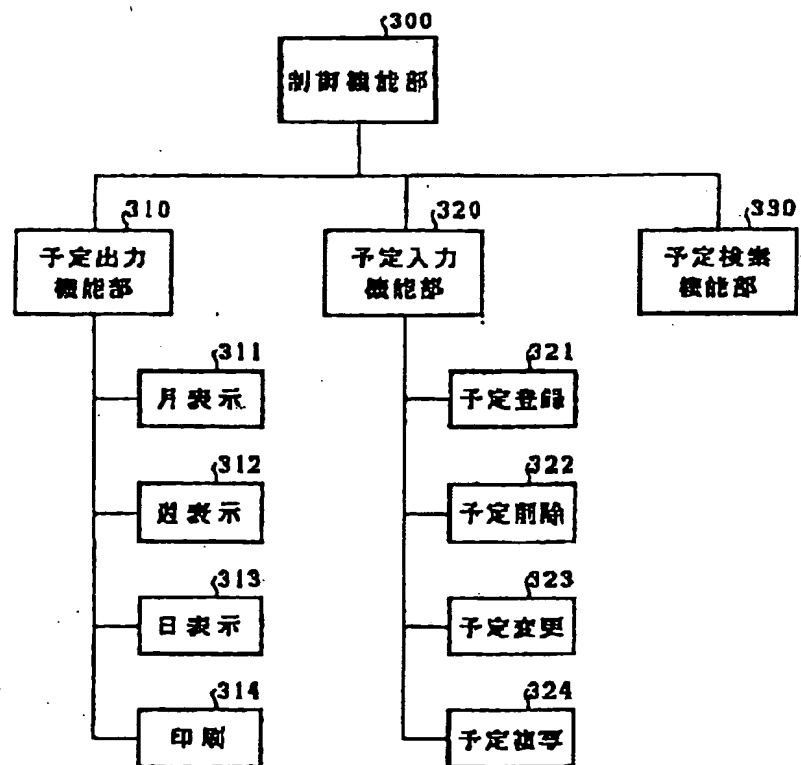 300
制御機能部
310
予定出力
機能部
320
予定入力
機能部
330
予定検索
機能部
311
月表示
312
週表示
313
日表示
314
印刷
321
予定登録
322
予定削除
323
予定変更
324
予定複写